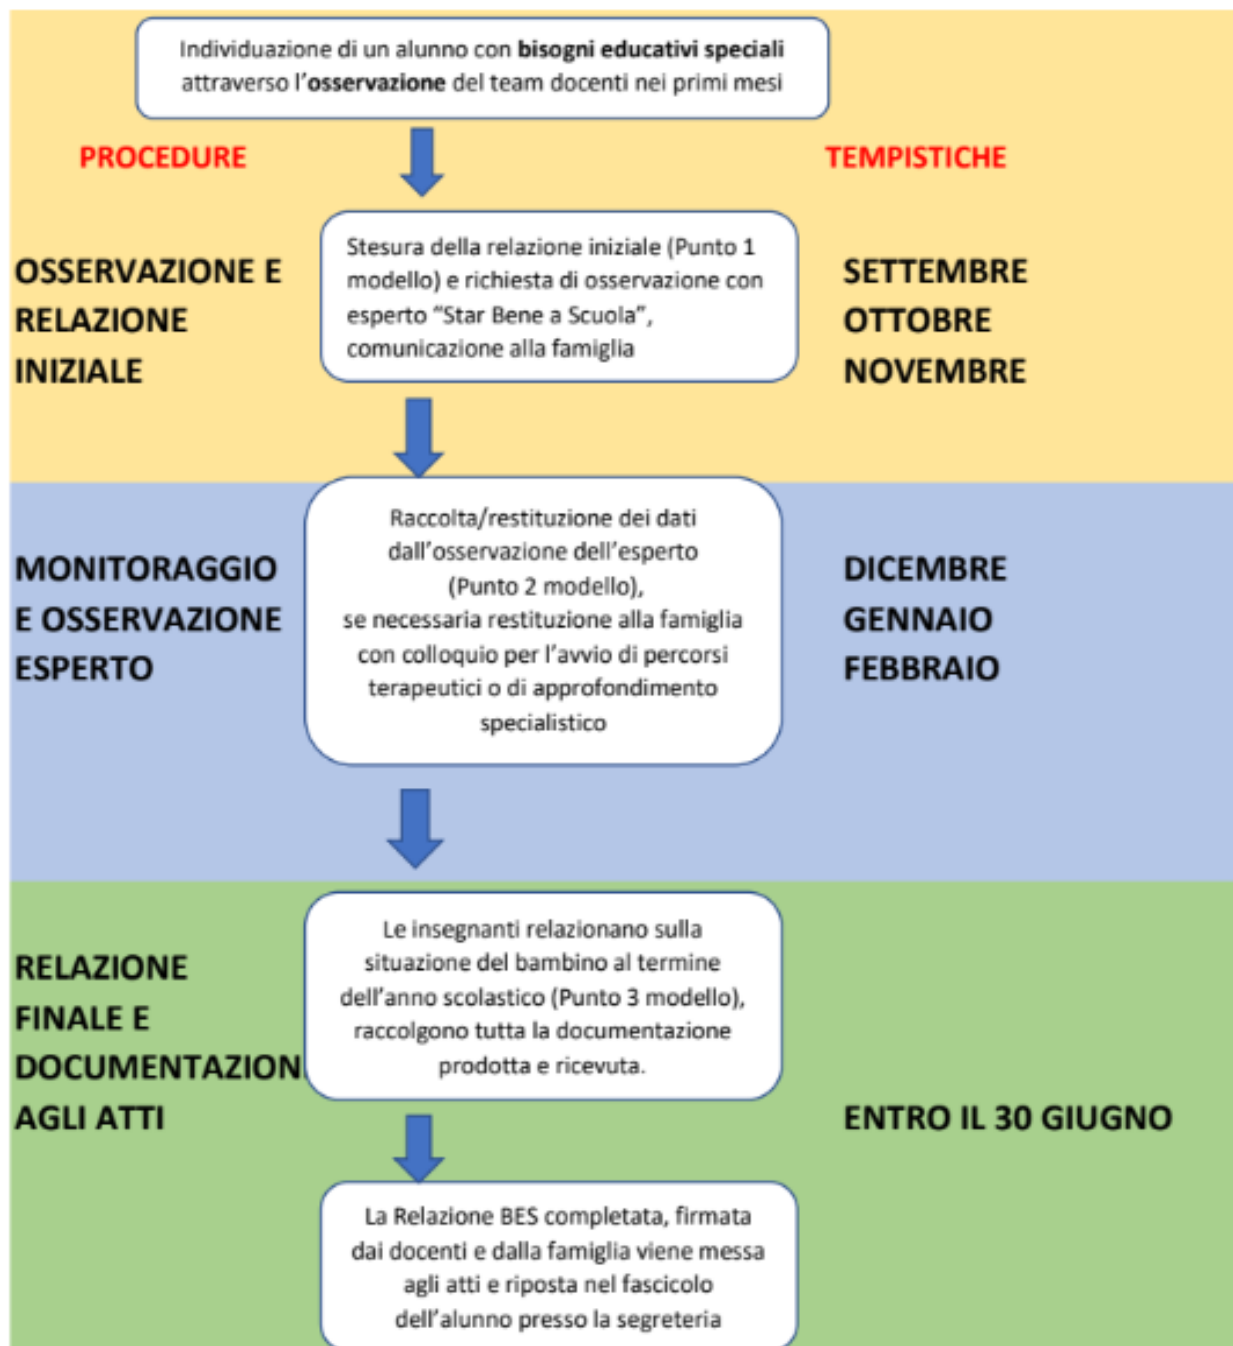 Individuazione di un alunno con bisogni educativi speciali
attraverso l'osservazione del team docenti nei primi mesi
PROCEDURE
TEMPISTICHE
OSSERVAZIONE E
RELAZIONE
INIZIALE
Stesura della relazione iniziale (Punto 1
modello) e richiesta di osservazione con
esperto "Star Bene a Scuola",
comunicazione alla famiglia
SETTEMBRE
OTTOBRE
NOVEMBRE
MONITORAGGIO
E OSSERVAZIONE
ESPERTO
Raccolta/restituzione dei dati
dall'osservazione dell'esperto
(Punto 2 modello),
se necessaria restituzione alla famiglia
con colloquio per l'avvio di percorsi
terapeutici o di approfondimento
specialistico
DICEMBRE
GENNAIO
FEBBRAIO
RELAZIONE
FINALE E
DOCUMENTAZION
AGLI ATTI
Le insegnanti relazionano sulla
situazione del bambino al termine
dell'anno scolastico (Punto 3 modello),
raccolgono tutta la documentazione
prodotta e ricevuta.
ENTRO IL 30 GIUGNO
La Relazione BES completata, firmata
dai docenti e dalla famiglia viene messa
agli atti e riposta nel fascicolo
dell'alunno presso la segreteria